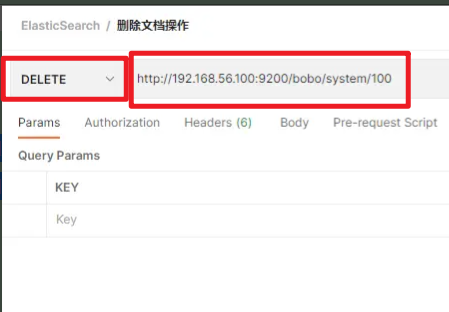 ElasticSearch / 删除文档操作
DELETE http://192.168.56.100:9200/bobo/system/100
Params Authorization Headers (6) Body Pre-request Script
Query Params
KEY
Key